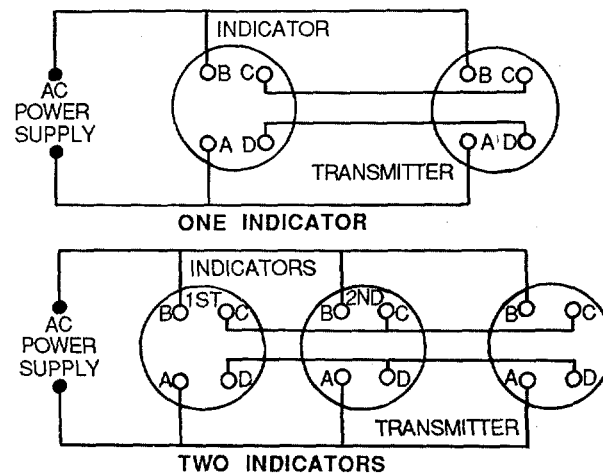 INDICATOR
B C
B C
AC
POWER
SUPPLY
A D
A D
TRANSMITTER
ONE INDICATOR
INDICATORS
1ST
2ND
B C
B C
B C
AC
POWER
SUPPLY
A D
A D
A D
TRANSMITTER
TWO INDICATORS